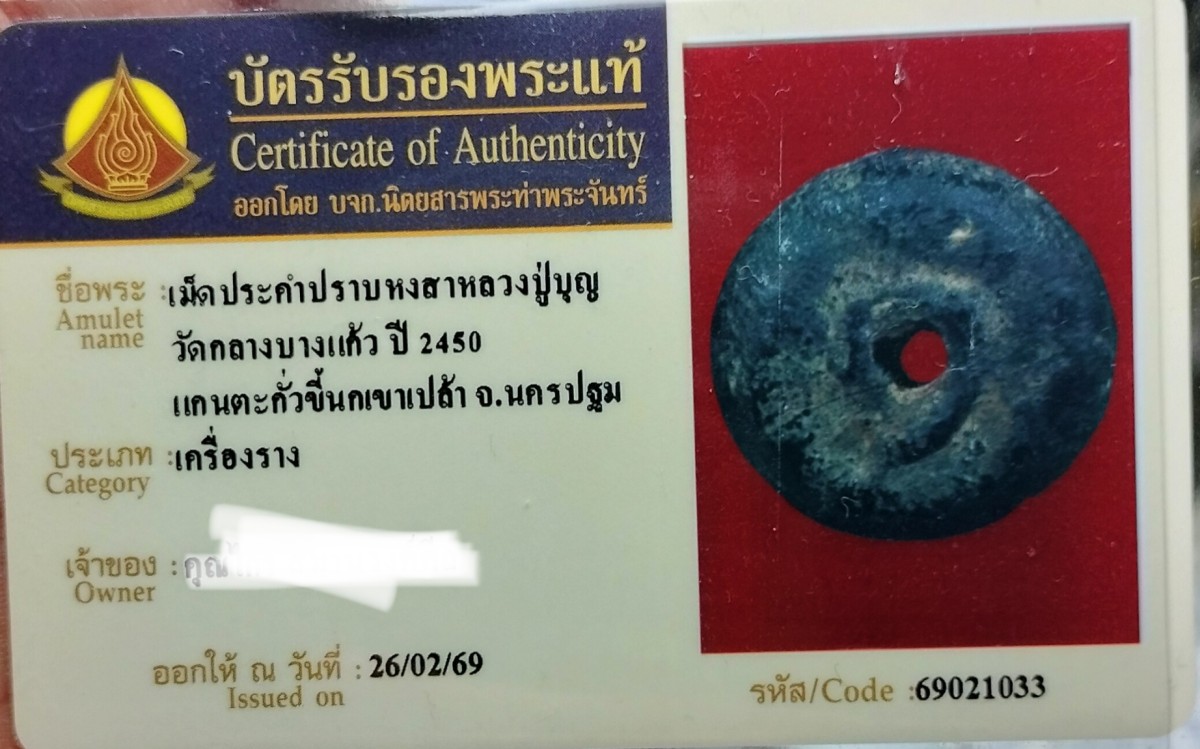 บัตรรับรองพระแท้
Certificate of Authenticity
ออกโดย บจก.นิตยสารพระท่าพระจันทร์
ชื่อพระ :เม็ดประคำปราบหงสาหลวงปู่บุญ
Amulet
name
วัดกลางบางแก้ว ปี 2450
แกนตะกั่วขี้นกเขาเปล้า จ.นครปฐม
ประเภท :เครื่องราง
Category
เจ้าของ : คุณ
Owner
ออกให้ ณ วันที่ : 26/02/69
Issued on
รหัส/Code :69021033